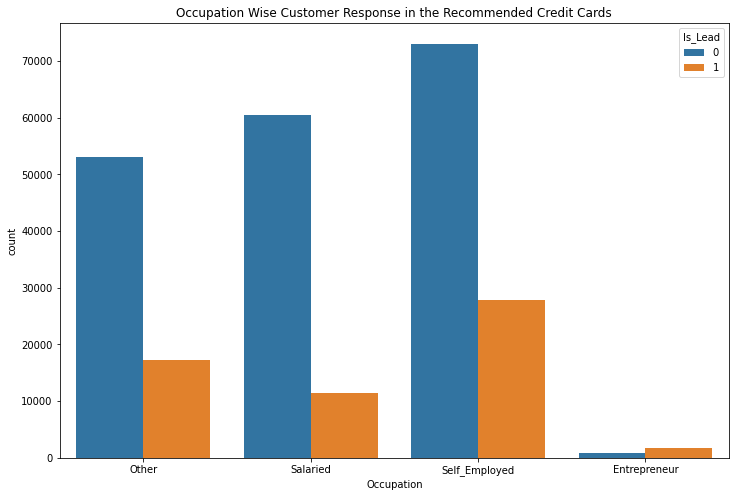 Occupation Wise Customer Response in the Recommended Credit Cards
Is_Lead
0
1
70000
60000
50000
40000
30000
20000
10000
0
count
Other Salaried Self_Employed Entrepreneur
Occupation